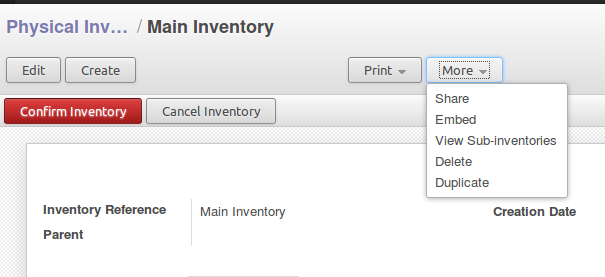 Physical Inv... / Main Inventory
Edit Create Print More
Share
Embed
View Sub-inventories
Delete
Duplicate
Confirm Inventory Cancel Inventory
Inventory Reference Main Inventory Creation Date
Parent